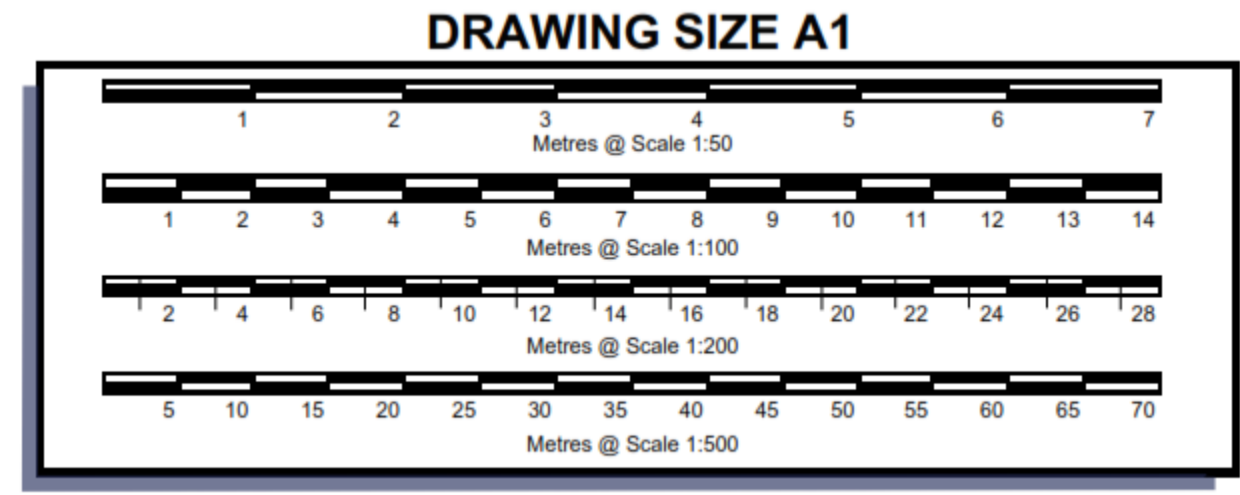 DRAWING SIZE A1
1 2 3 4 5 6 7
Metres @ Scale 1:50
1 2 3 4 5 6 7 8 9 10 11 12 13 14
Metres @ Scale 1:100
2 4 6 8 10 12 14 16 18 20 22 24 26 28
Metres @ Scale 1:200
5 10 15 20 25 30 35 40 45 50 55 60 65 70
Metres @ Scale 1:500